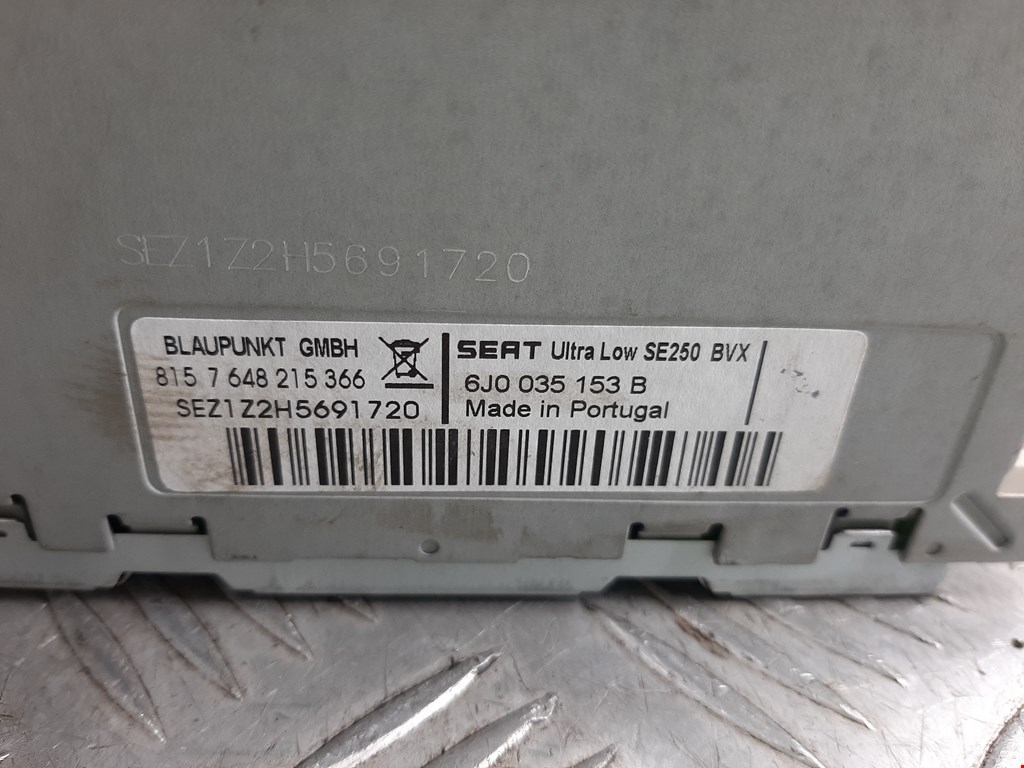 SEZ1Z2H5691720
BLAUPUNKT GMBH
815 7 648 215 366
SEZ1Z2H5691720
SEAT Ultra Low SE250 BVX
6J0 035 153 B
Made in Portugal